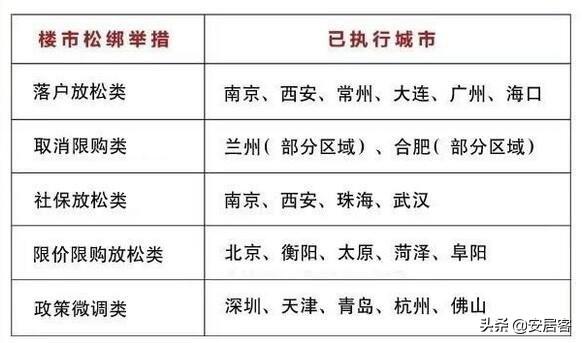 楼市松绑举措 已执行城市
落户放松类 南京、西安、常州、大连、广州、海口
取消限购类 兰州(部分区域)、合肥(部分区域)
社保放松类 南京、西安、珠海、武汉
限价限购放松类 北京、衡阳、太原、菏泽、阜阳
政策微调类 深圳、天津、青岛、杭州、佛山
头条@安居客